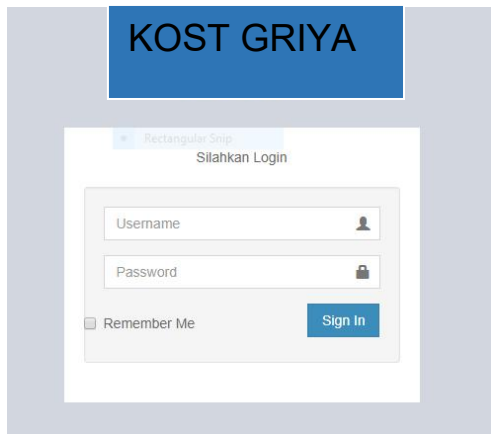 KOST GRIYA
Rectangular Snip
Silahkan Login
Username
Password
Remember Me
Sign In